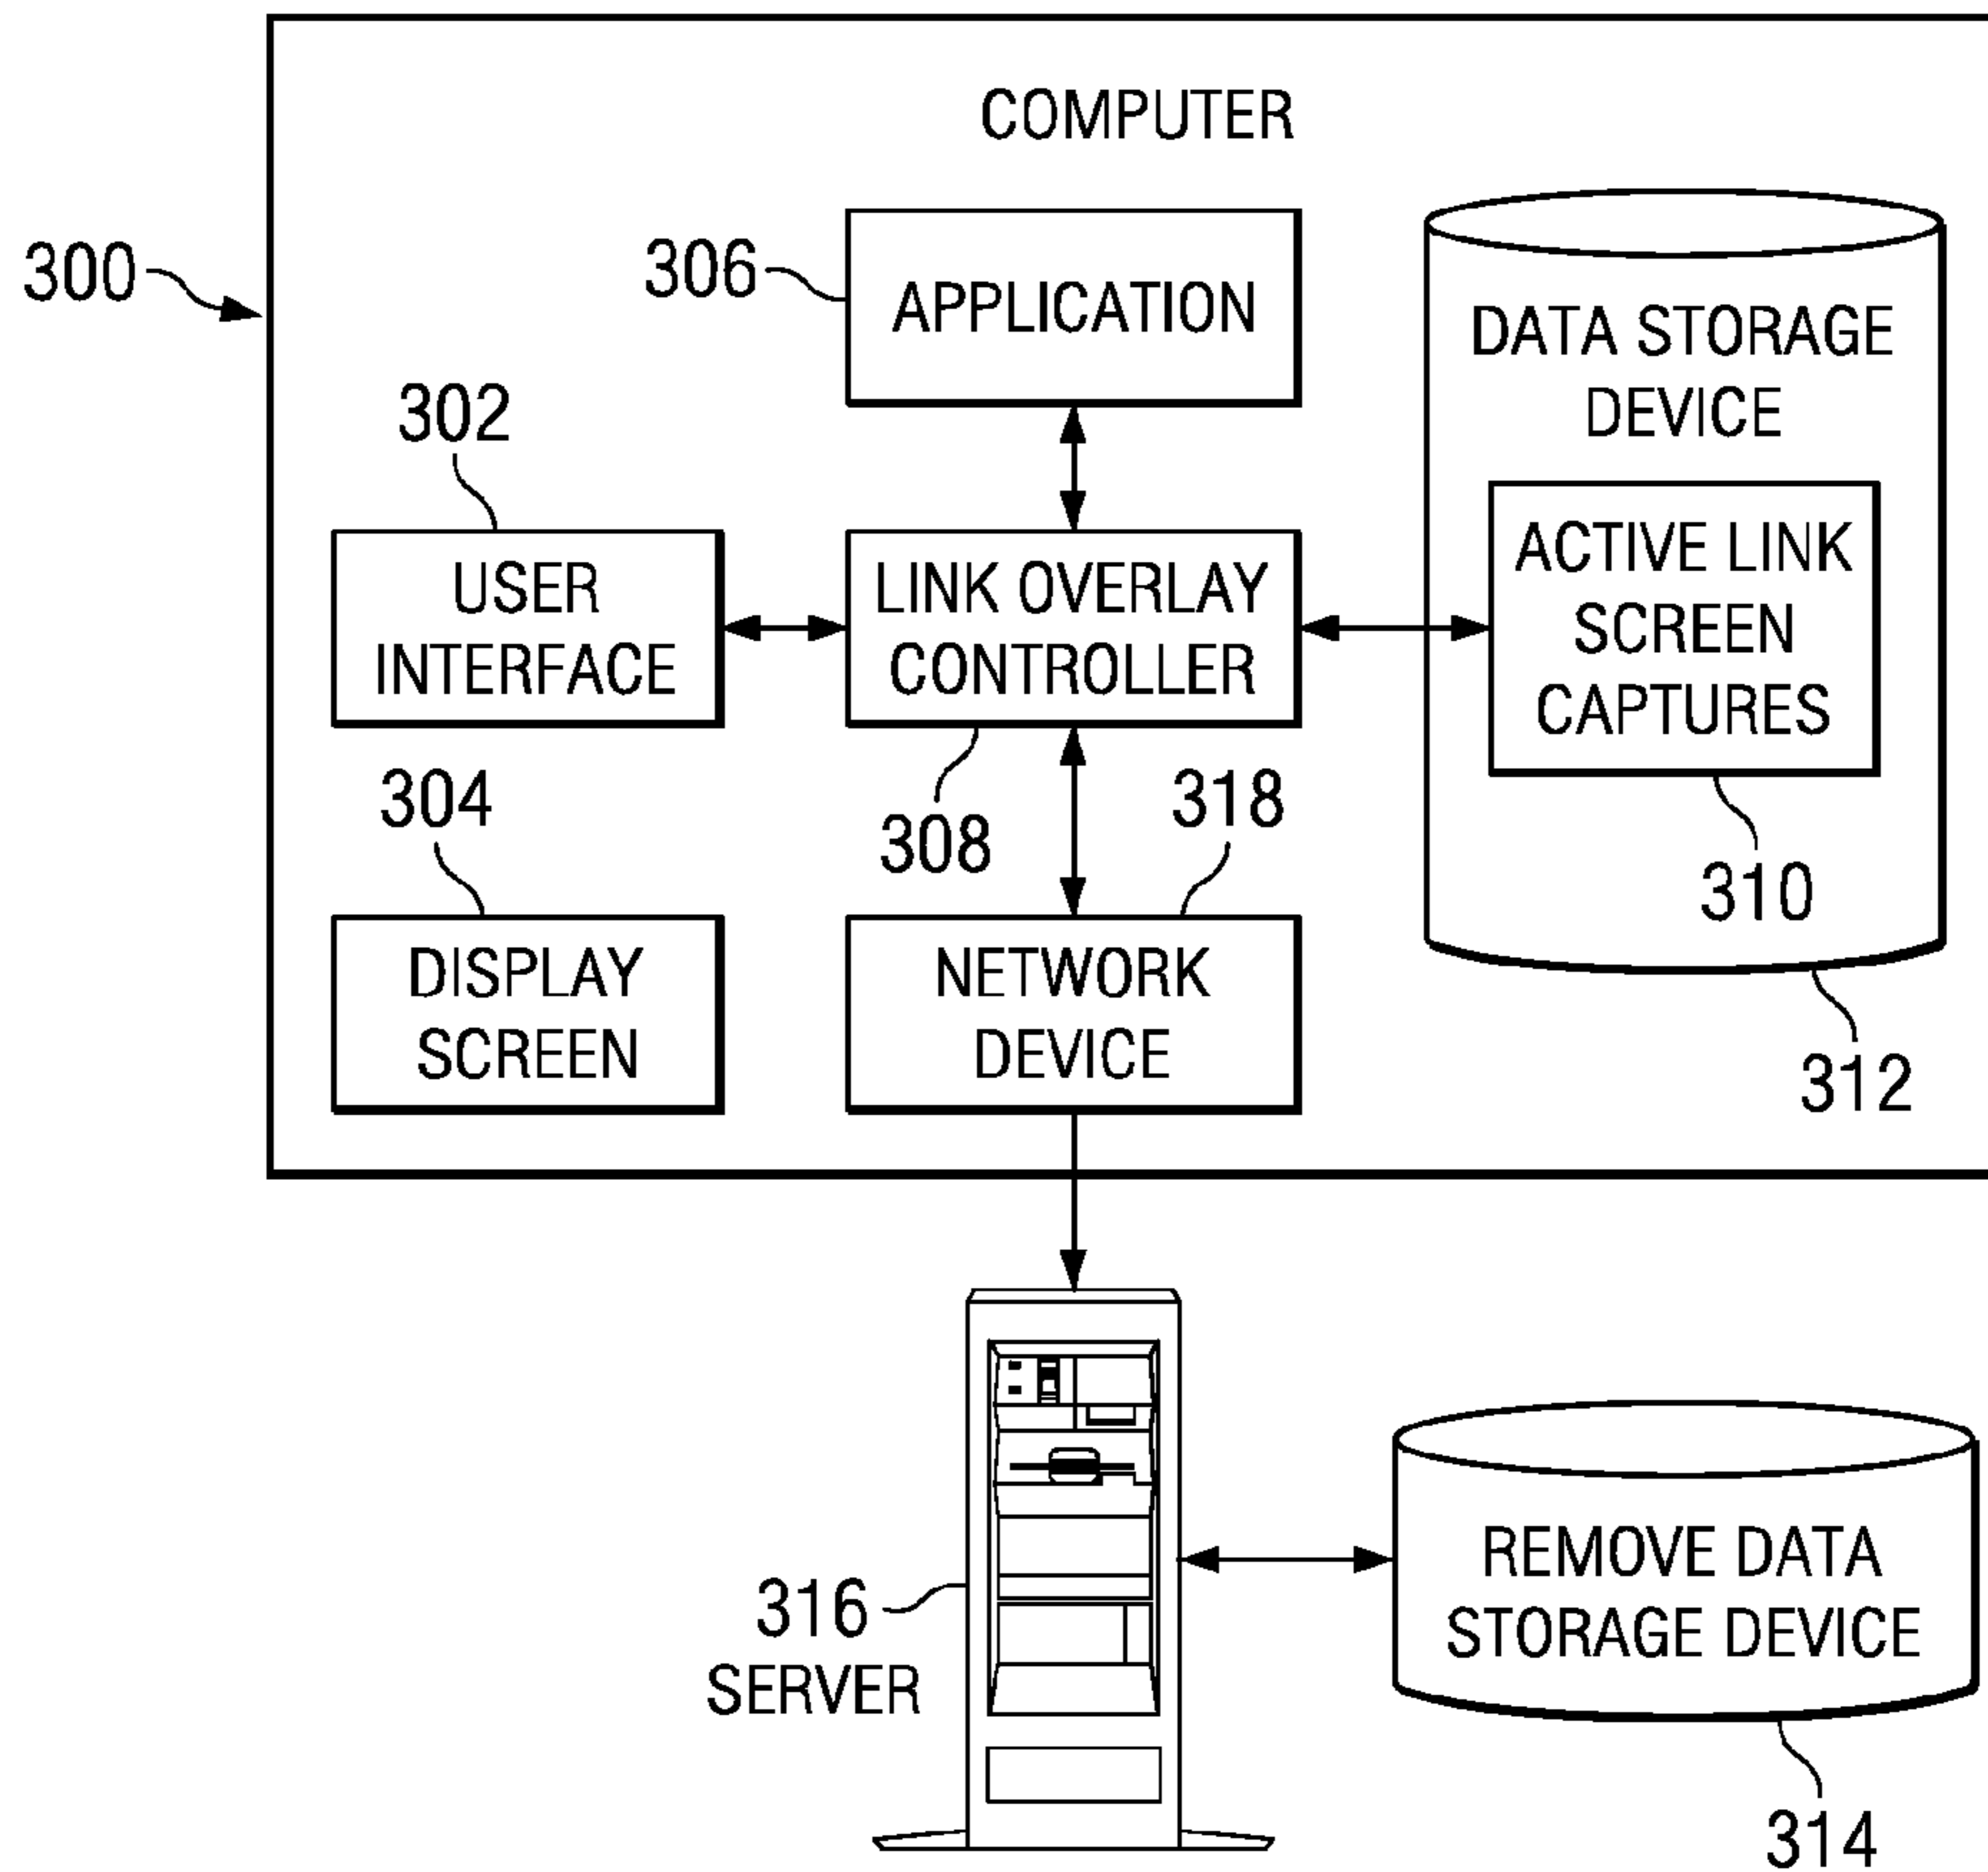 COMPUTER
300
306
APPLICATION
DATA STORAGE
DEVICE
302
USER
INTERFACE
LINK OVERLAY
CONTROLLER
ACTIVE LINK
SCREEN
CAPTURES
304
308
318
310
DISPLAY
SCREEN
NETWORK
DEVICE
312
316
SERVER
REMOVE DATA
STORAGE DEVICE
314